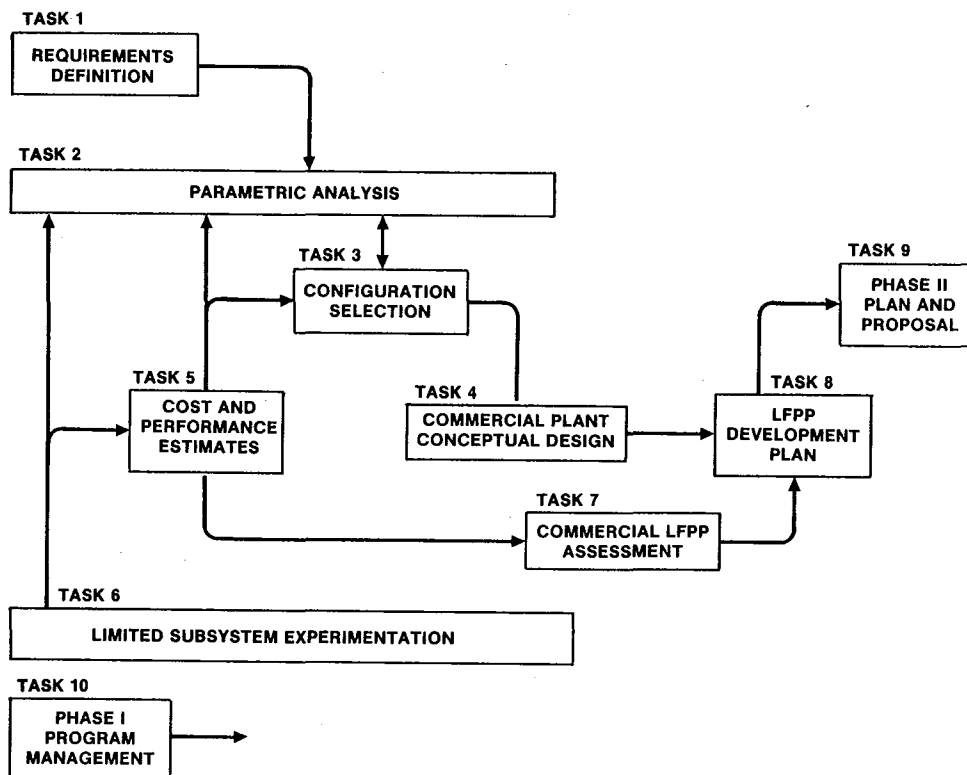 TASK 1
REQUIREMENTS
DEFINITION
TASK 2
PARAMETRIC ANALYSIS
TASK 3
CONFIGURATION
SELECTION
TASK 9
PHASE II
PLAN AND
PROPOSAL
TASK 5
COST AND
PERFORMANCE
ESTIMATES
TASK 4
COMMERCIAL PLANT
CONCEPTUAL DESIGN
TASK 8
LFPP
DEVELOPMENT
PLAN
TASK 7
COMMERCIAL LFPP
ASSESSMENT
TASK 6
LIMITED SUBSYSTEM EXPERIMENTATION
TASK 10
PHASE I
PROGRAM
MANAGEMENT